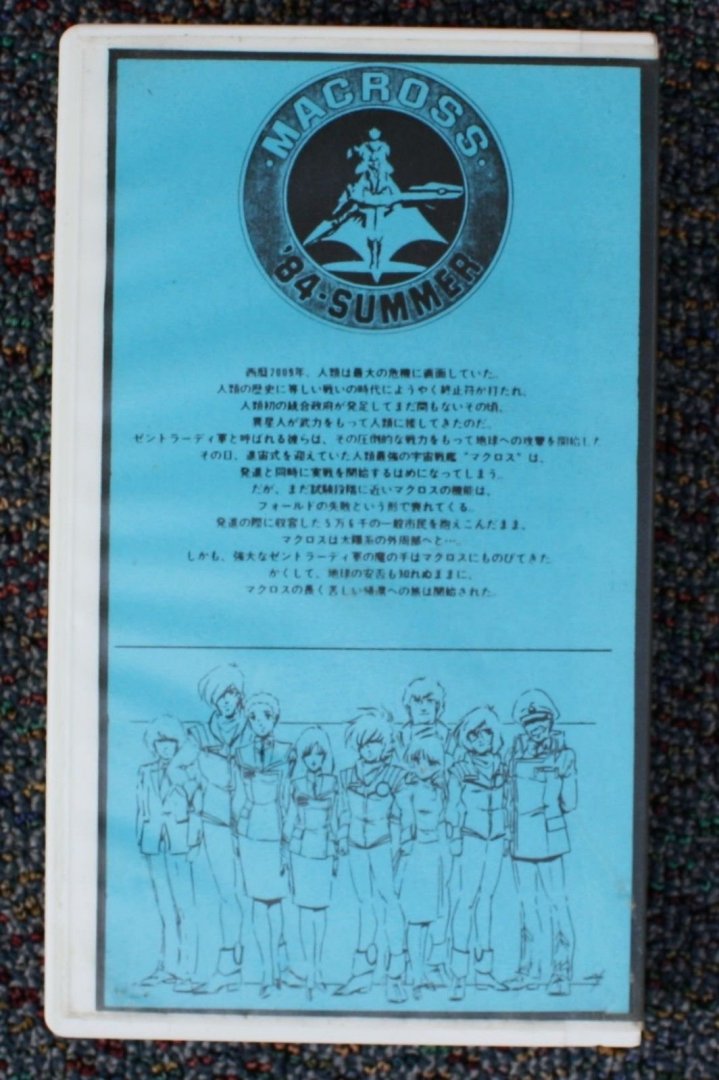 ・MACROSS・
'84・SUMMER
西暦2009年、人類は最大の危機に直面していた。
人類の歴史に等しい戦いの時代にようやく終止符が打たれ、
人類初の統合政府が発足してまだ間もないその頃、
異星人が武力をもって人類に接してきたのだ。
ゼントラーディ軍と呼ばれる彼らは、その圧倒的な戦力をもって地球への攻撃を開始した
その日、進宙式を迎えていた人類最強の宇宙戦艦“マクロス”は、
発進と同時に実戦を開始するはめになってしまう。
だが、まだ試験段階に近いマクロスの機能は、
フォールドの失敗という形で表れてくる。
発進の際に収容した5万6千の一般市民を抱えこんだまま、
マクロスは太陽系の外周部へと…。
しかも、強大なゼントラーディ軍の魔の手はマクロスにものびてきた
かくして、地球の安否も知れぬままに、
マクロスの長く苦しい帰還への旅は開始された。